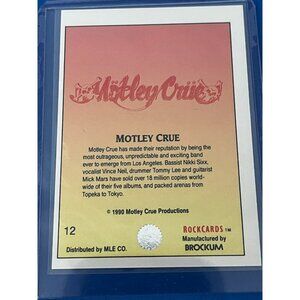 Mötley Crüe
MOTLEY CRUE
Motley Crue has made their reputation by being the
most outrageous, unpredictable and exciting band
ever to emerge from Los Angeles. Bassist Nikki Sixx,
vocalist Vince Neil, drummer Tommy Lee and guitarist
Mick Mars have sold over 18 million copies world-
wide of their five albums, and packed arenas from
Topeka to Tokyo.
© 1990 Motley Crue Productions
12
ROCKCARDS™
Distributed by MLE CO.
Manufactured by
BROCKUM